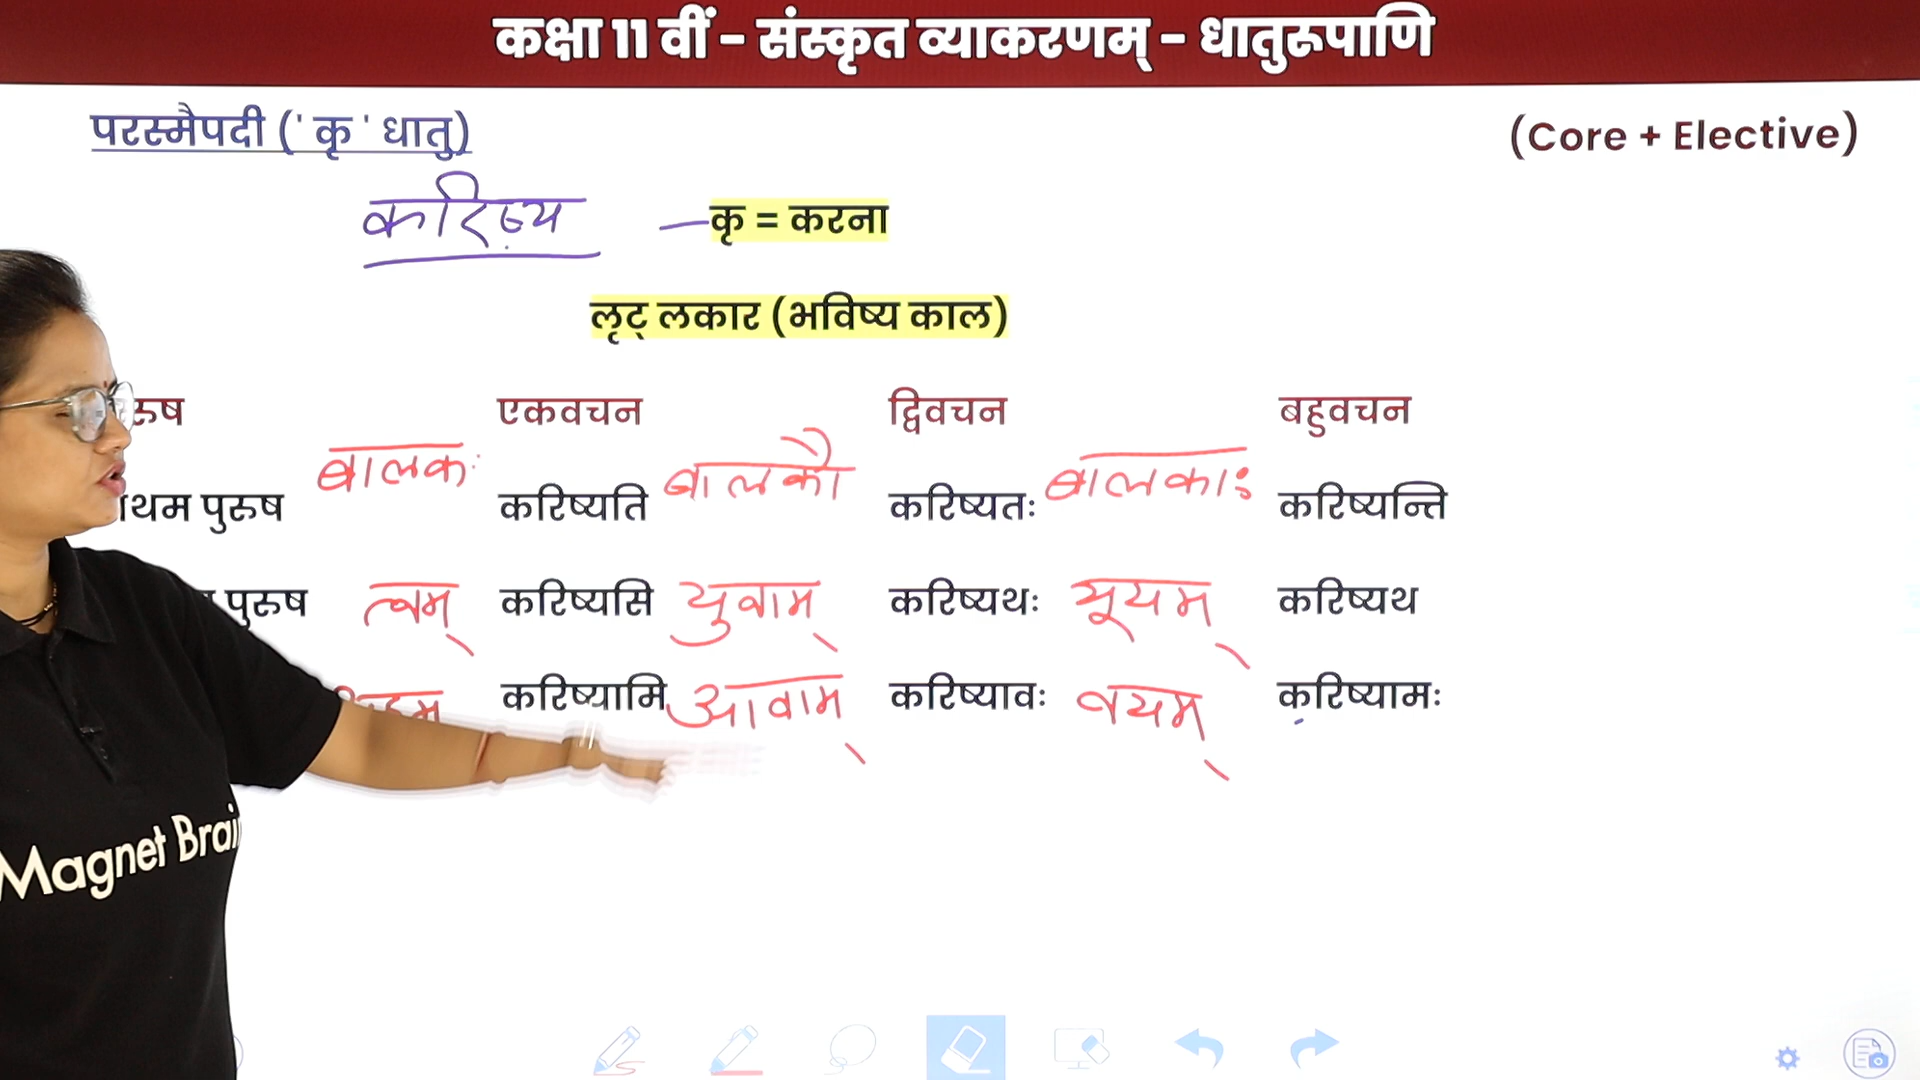 कक्षा 11 वीं - संस्कृत व्याकरणम् - धातुरूपाणि
परस्मैपदी (' कृ ' धातु) (Core + Elective)
करिष्य – कृ = करना
लृट् लकार (भविष्य काल)
रुष एकवचन द्विवचन बहुवचन
थम पुरुष बालकः करिष्यति बालकौ करिष्यतः बालकाः करिष्यन्ति
पुरुष त्वम् करिष्यसि युवाम् करिष्यथः यूयम् करिष्यथ
करिष्यामि आवाम् करिष्यावः वयम् करिष्यामः
Magnet Brai